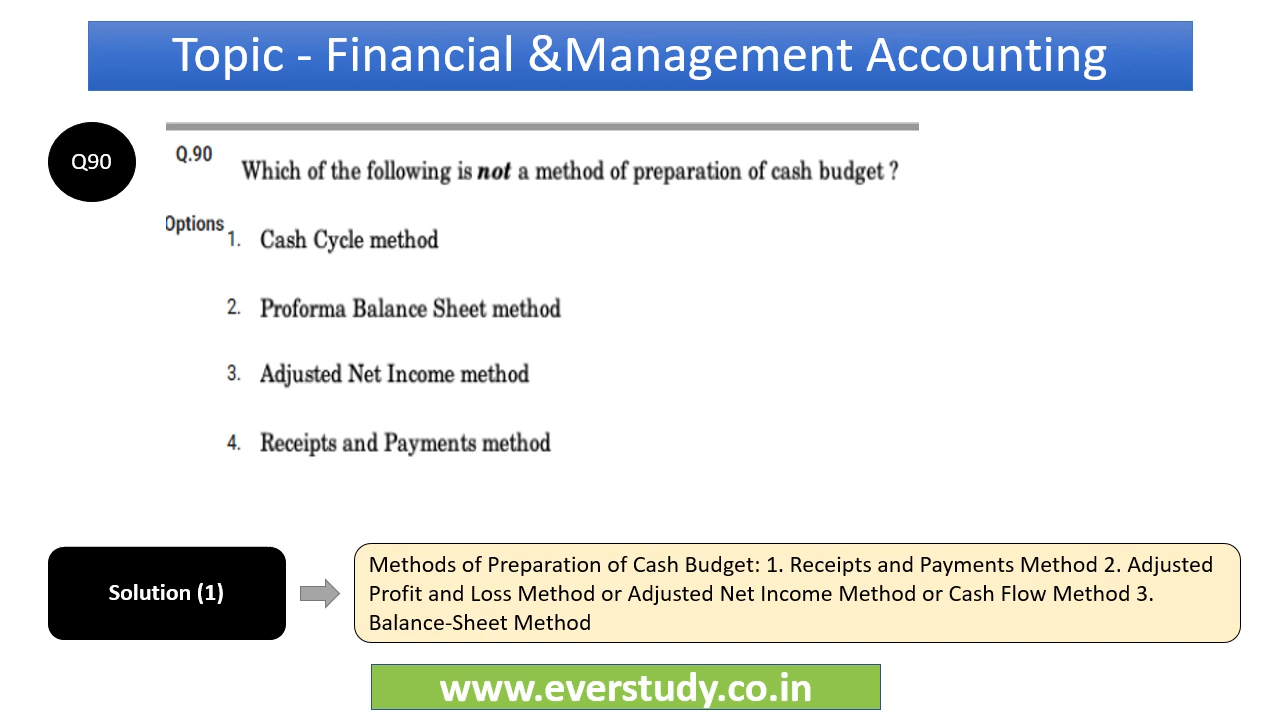 Topic - Financial &Management Accounting
Q90
Q.90
Which of the following is not a method of preparation of cash budget ?
Options
1. Cash Cycle method
2. Proforma Balance Sheet method
3. Adjusted Net Income method
4. Receipts and Payments method
Solution (1)
Methods of Preparation of Cash Budget: 1. Receipts and Payments Method 2. Adjusted
Profit and Loss Method or Adjusted Net Income Method or Cash Flow Method 3.
Balance-Sheet Method
www.everstudy.co.in